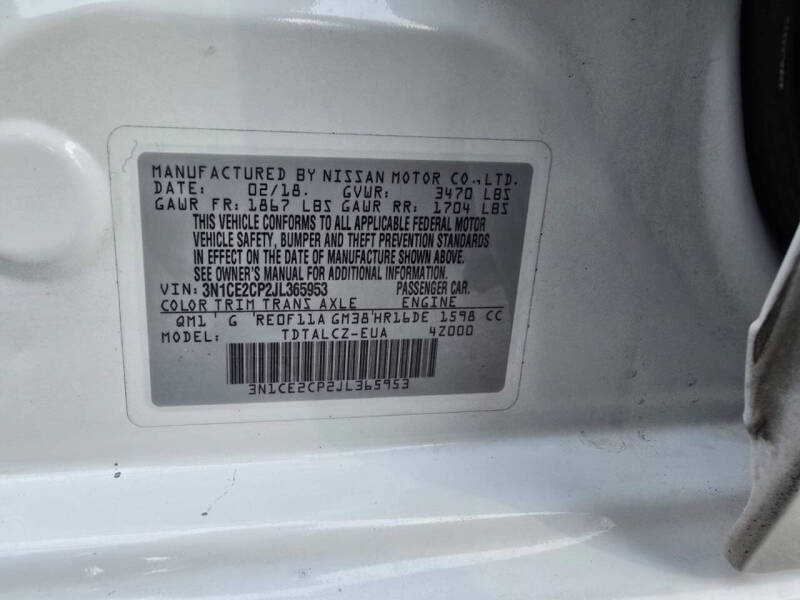 MANUFACTURED BY NISSAN MOTOR CO., LTD.
DATE: 02/18. GVWR: 3470 LBS
GAWR FR: 1867 LBS GAWR RR: 1704 LBS
THIS VEHICLE CONFORMS TO ALL APPLICABLE FEDERAL MOTOR
VEHICLE SAFETY, BUMPER AND THEFT PREVENTION STANDARDS
IN EFFECT ON THE DATE OF MANUFACTURE SHOWN ABOVE.
SEE OWNER'S MANUAL FOR ADDITIONAL INFORMATION.
VIN: 3N1CE2CP2JL365953 PASSENGER CAR.
COLOR TRIM TRANS AXLE ENGINE
QM1 ' G ' RE0F11A GM38 ' HR16DE 1598 CC
MODEL: TDTALCZ-EUA 4Z000
3N1CE2CP2JL365953